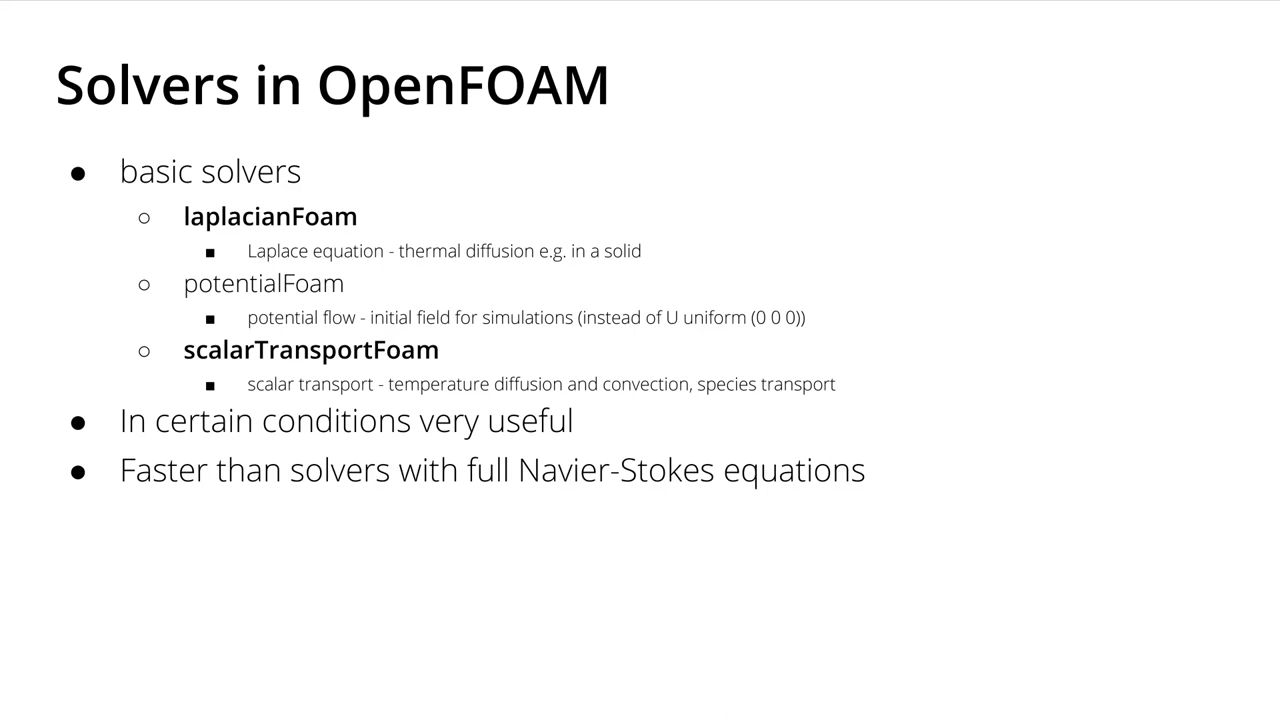 Solvers in OpenFOAM
● basic solvers
○ laplacianFoam
■ Laplace equation - thermal diffusion e.g. in a solid
○ potentialFoam
■ potential flow - initial field for simulations (instead of U uniform (0 0 0))
○ scalarTransportFoam
■ scalar transport - temperature diffusion and convection, species transport
● In certain conditions very useful
● Faster than solvers with full Navier-Stokes equations